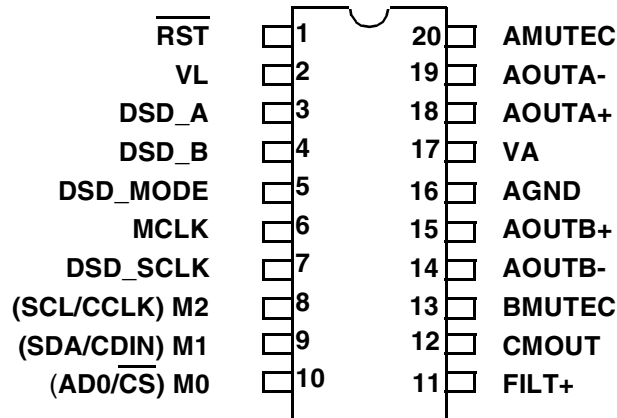 RST 1 20 AMUTEC
VL 2 19 AOUTA-
DSD_A 3 18 AOUTA+
DSD_B 4 17 VA
DSD_MODE 5 16 AGND
MCLK 6 15 AOUTB+
DSD_SCLK 7 14 AOUTB-
(SCL/CCLK) M2 8 13 BMUTEC
(SDA/CDIN) M1 9 12 CMOUT
(AD0/CS) M0 10 11 FILT+